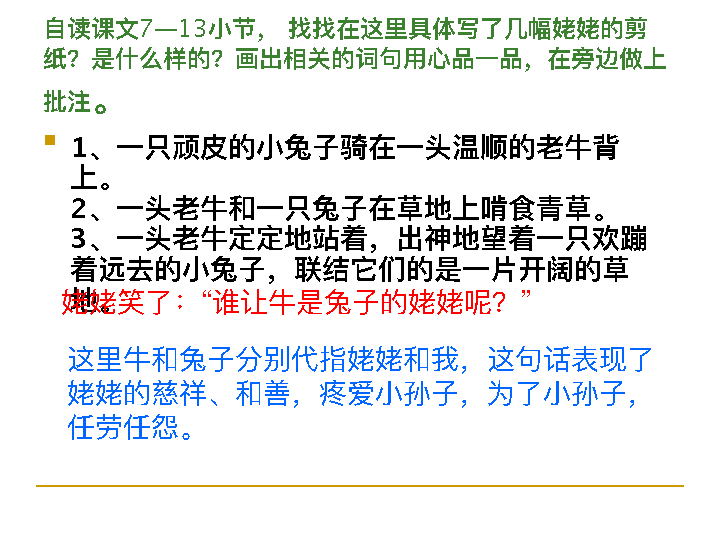 自读课文7—13小节， 找找在这里具体写了几幅姥姥的剪
纸？是什么样的？画出相关的词句用心品一品，在旁边做上
批注。
1、一只顽皮的小兔子骑在一头温顺的老牛背
上。
2、一头老牛和一只兔子在草地上啃食青草。
3、一头老牛定定地站着，出神地望着一只欢蹦
着远去的小兔子，联结它们的是一片开阔的草
地。
姥姥笑了：“谁让牛是兔子的姥姥呢？”
这里牛和兔子分别代指姥姥和我，这句话表现了
姥姥的慈祥、和善，疼爱小孙子，为了小孙子，
任劳任怨。